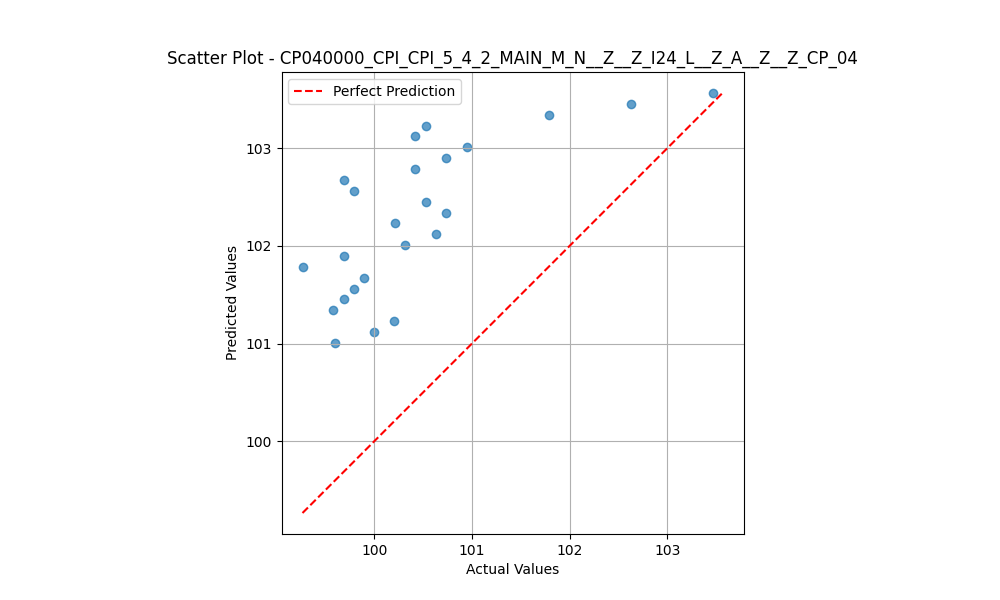 Scatter Plot - CP040000_CPI_CPI_5_4_2_MAIN_M_N__Z__Z_I24_L__Z_A__Z__Z_CP_04
Perfect Prediction
Predicted Values
103
102
101
100
100 101 102 103
Actual Values